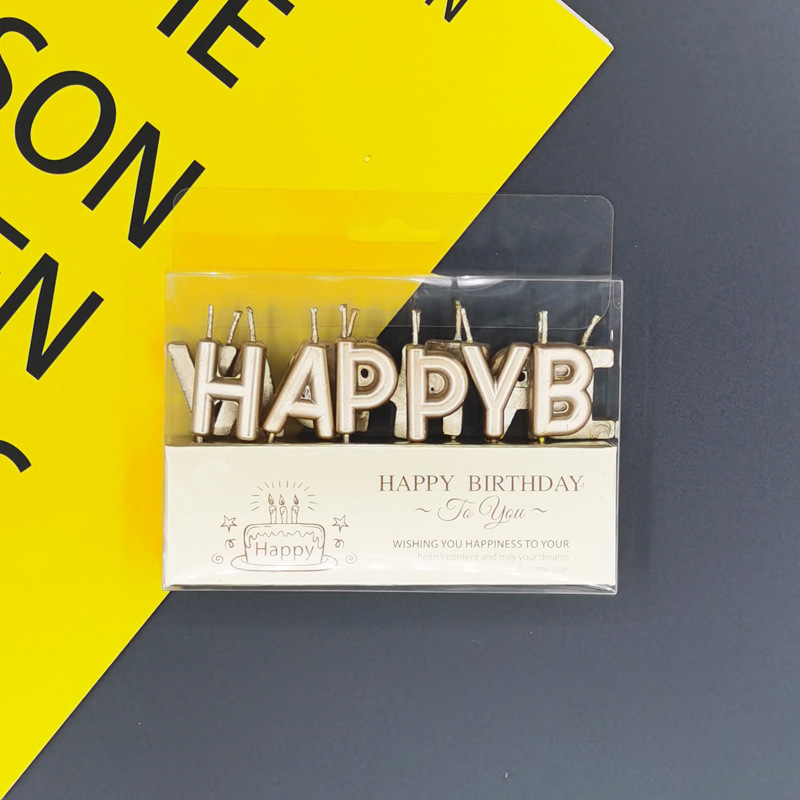 HAPPYB
HAPPY BIRTHDAY
~ To You ~
Happy
WISHING YOU HAPPINESS TO YOUR
heart's content and may your dreams
all come true
SON